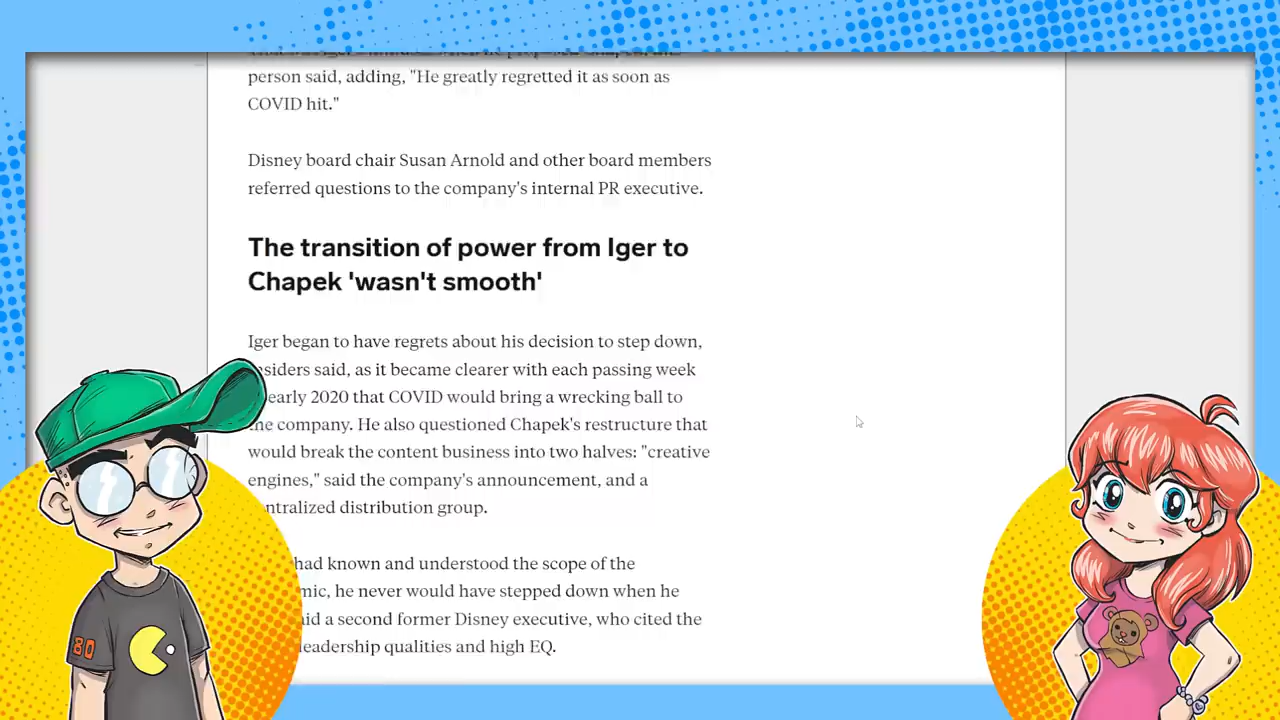 person said, adding, "He greatly regretted it as soon as
COVID hit."
Disney board chair Susan Arnold and other board members
referred questions to the company's internal PR executive.
The transition of power from Iger to
Chapek 'wasn't smooth'
Iger began to have regrets about his decision to step down,
siders said, as it became clearer with each passing week
early 2020 that COVID would bring a wrecking ball to
the company. He also questioned Chapek's restructure that
would break the content business into two halves: "creative
engines," said the company's announcement, and a
ntralized distribution group.
had known and understood the scope of the
mic, he never would have stepped down when he
aid a second former Disney executive, who cited the
leadership qualities and high EQ.
80